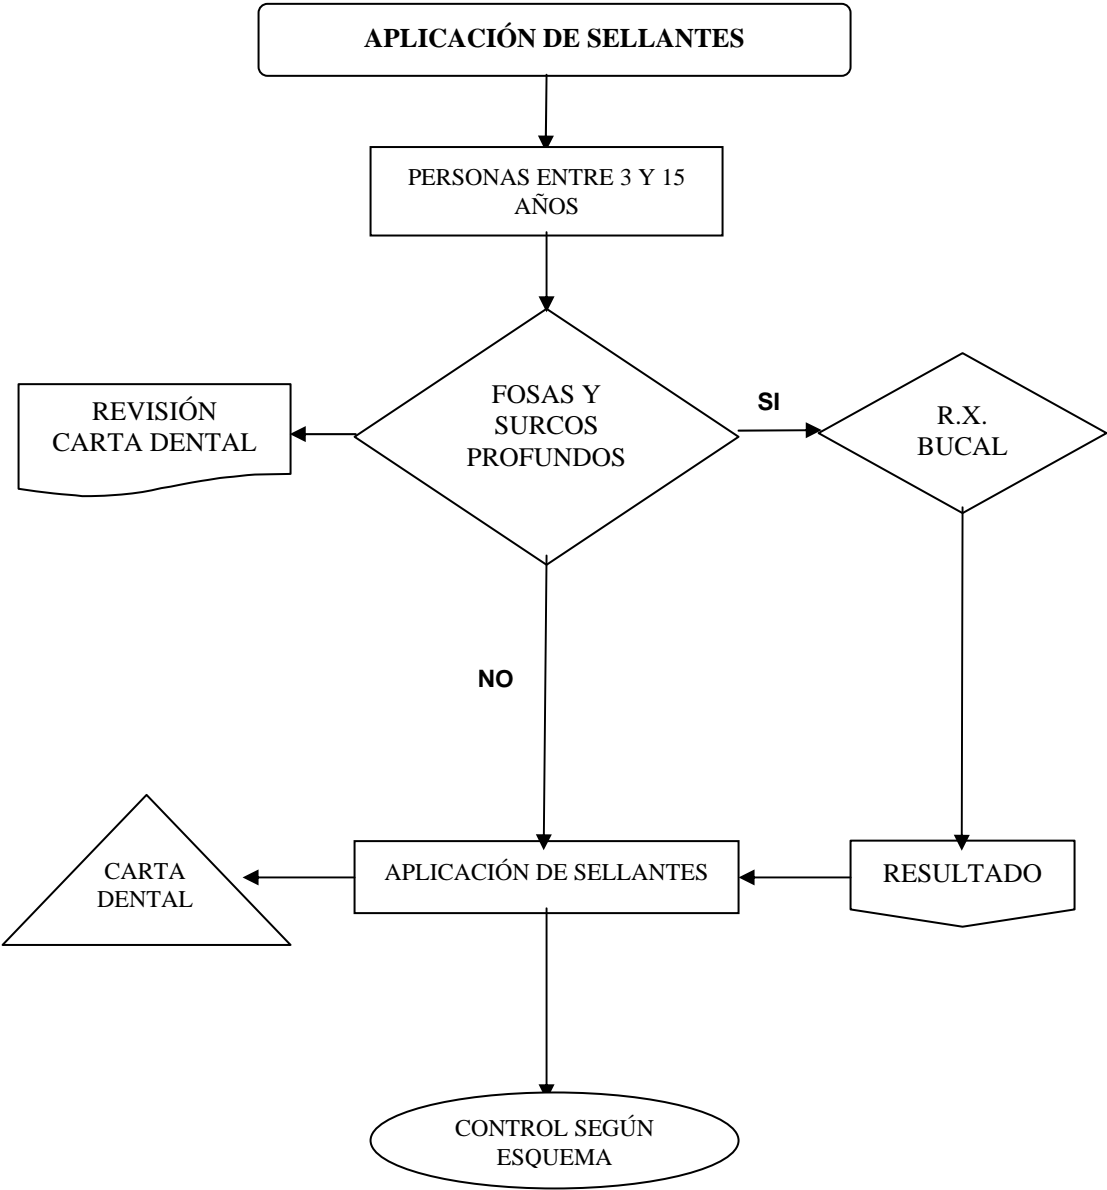 APLICACIÓN DE SELLANTES
PERSONAS ENTRE 3 Y 15
AÑOS
FOSAS Y
SURCOS
PROFUNDOS
REVISIÓN
CARTA DENTAL
SI
R.X.
BUCAL
NO
CARTA
DENTAL
APLICACIÓN DE SELLANTES
RESULTADO
CONTROL SEGÚN
ESQUEMA